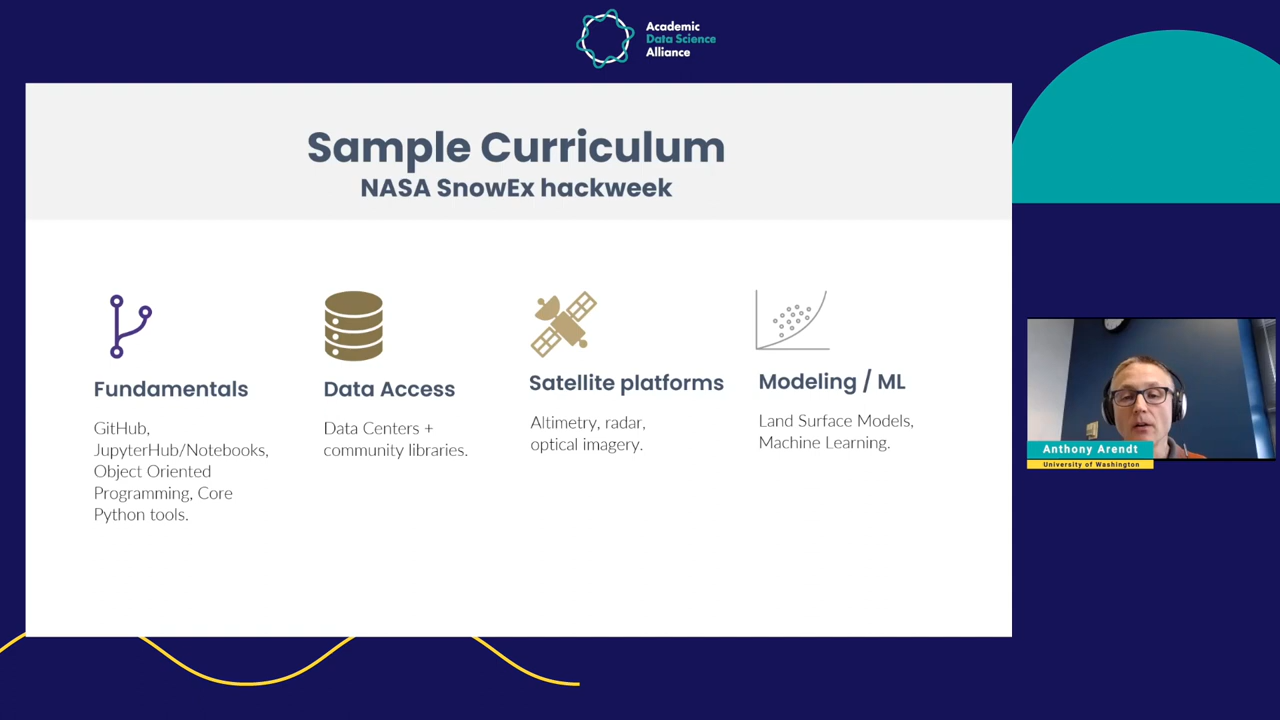 Academic
Data Science
Alliance
Sample Curriculum
NASA SnowEx hackweek
Fundamentals
GitHub,
JupyterHub/Notebooks,
Object Oriented
Programming, Core
Python tools.
Data Access
Data Centers +
community libraries.
Satellite platforms
Altimetry, radar,
optical imagery.
Modeling / ML
Land Surface Models,
Machine Learning.
Anthony Arendt
University of Washington